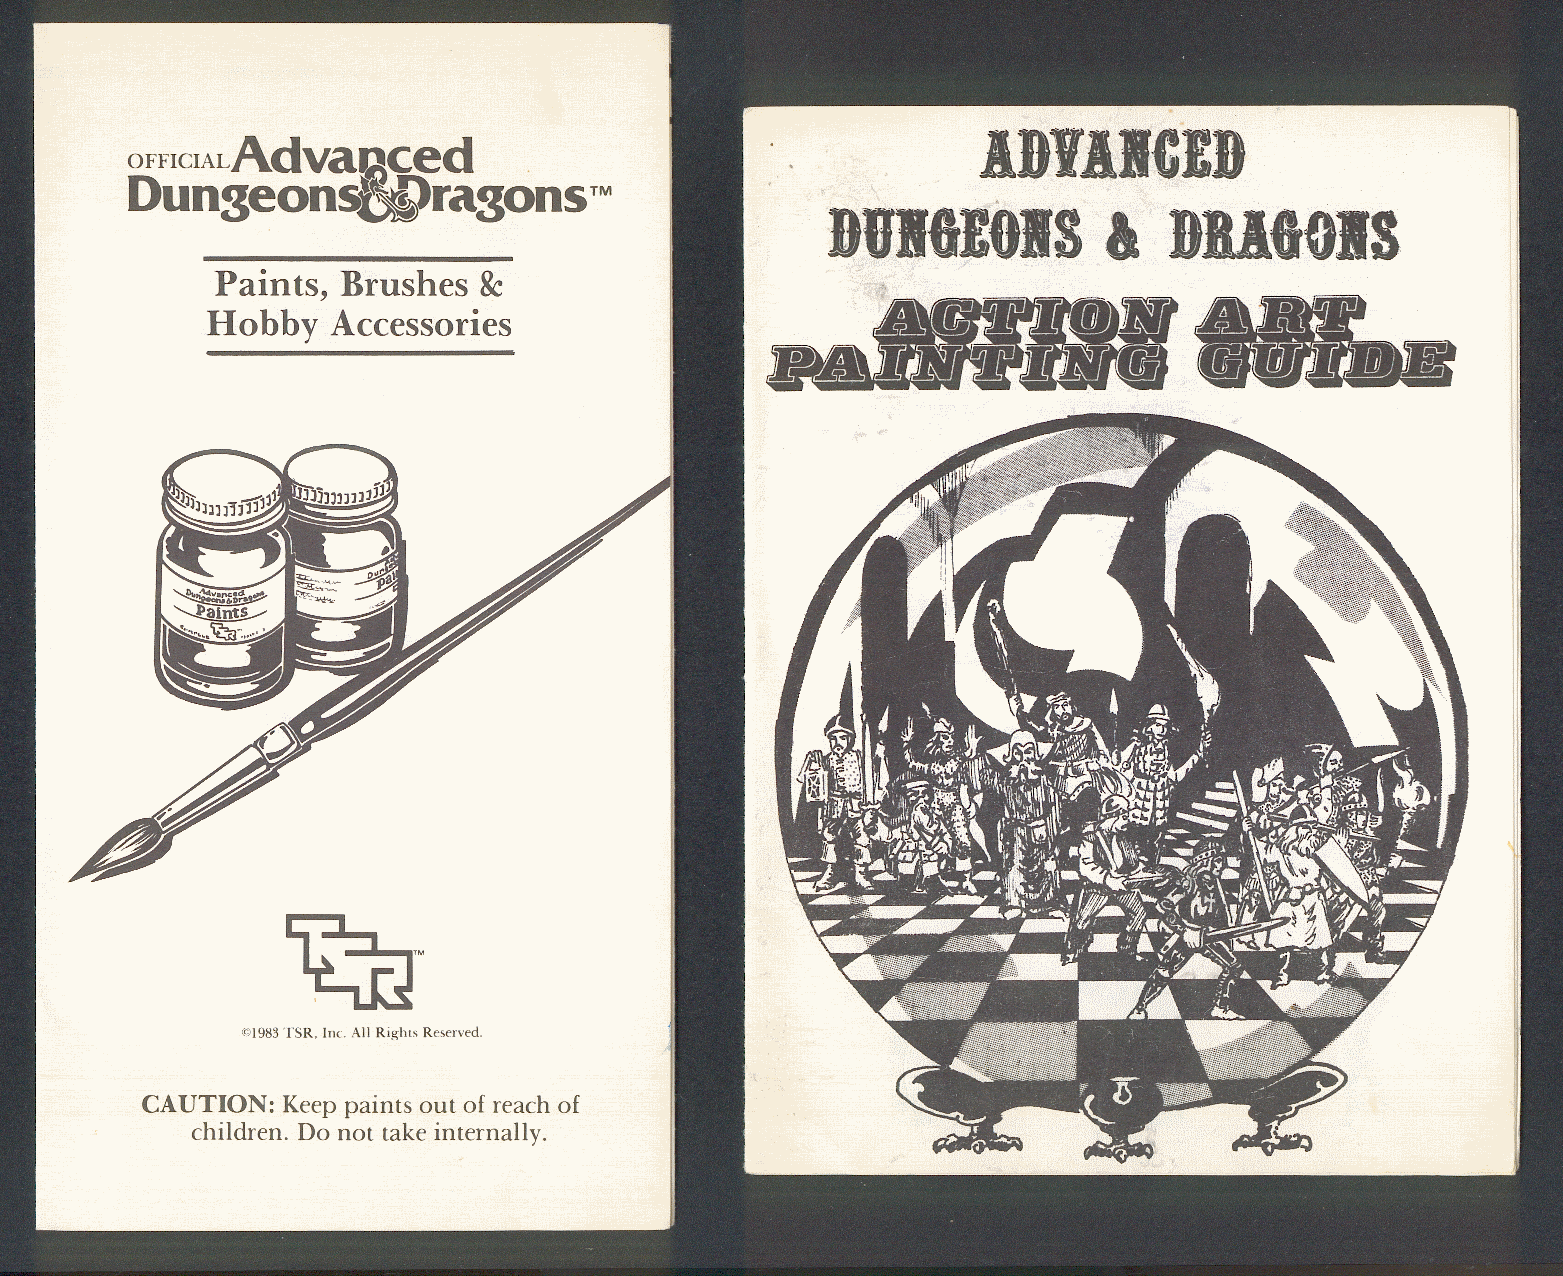 OFFICIAL Advanced
Dungeons & Dragons™
Paints, Brushes &
Hobby Accessories
Advanced
Dungeons & Dragons
Paints
TSR
TSR™
©1983 TSR, Inc. All Rights Reserved.
CAUTION: Keep paints out of reach of
children. Do not take internally.
ADVANCED
DUNGEONS & DRAGONS
ACTION ART
PAINTING GUIDE